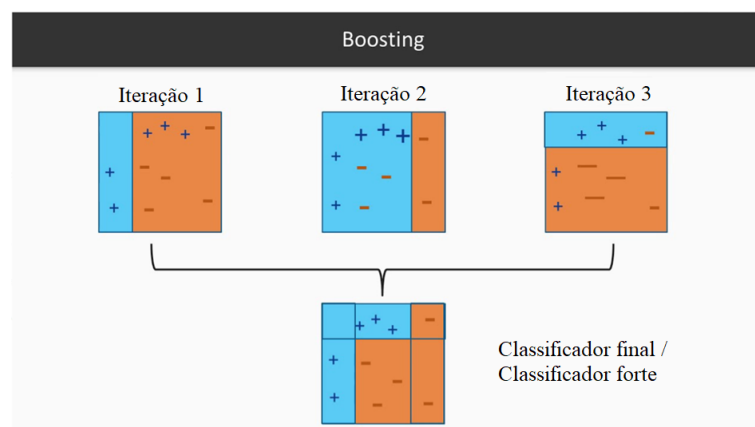 Boosting
Iteração 1
Iteração 2
Iteração 3
Classificador final /
Classificador forte